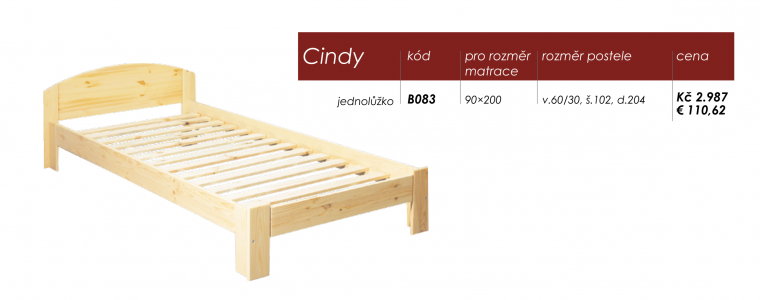 Cindy kód pro rozměr rozměr postele cena
matrace
jednolůžko B083 90×200 v.60/30, š.102, d.204 Kč 2.987
€ 110,62